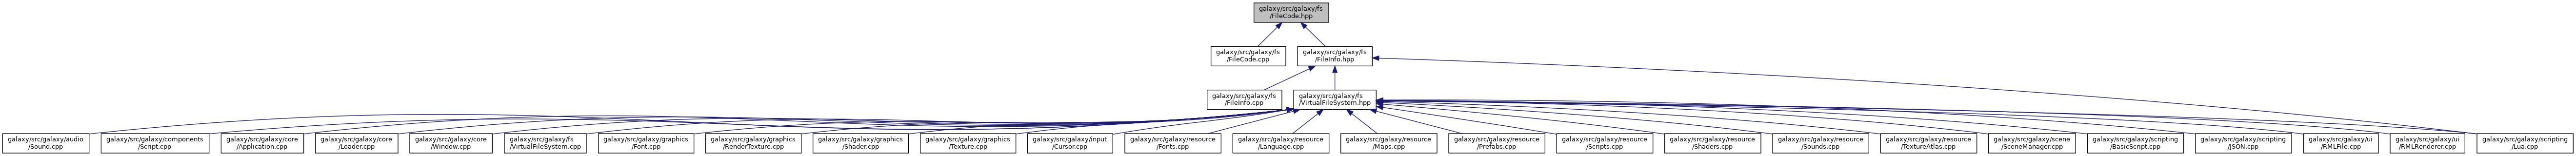 galaxy/src/galaxy/fs
/FileCode.hpp
galaxy/src/galaxy/fs
/FileCode.cpp
galaxy/src/galaxy/fs
/FileInfo.hpp
galaxy/src/galaxy/fs
/FileInfo.cpp
galaxy/src/galaxy/fs
/VirtualFileSystem.hpp
galaxy/src/galaxy/audio
/Sound.cpp
galaxy/src/galaxy/components
/Script.cpp
galaxy/src/galaxy/core
/Application.cpp
galaxy/src/galaxy/core
/Loader.cpp
galaxy/src/galaxy/core
/Window.cpp
galaxy/src/galaxy/fs
/VirtualFileSystem.cpp
galaxy/src/galaxy/graphics
/Font.cpp
galaxy/src/galaxy/graphics
/RenderTexture.cpp
galaxy/src/galaxy/graphics
/Shader.cpp
galaxy/src/galaxy/graphics
/Texture.cpp
galaxy/src/galaxy/input
/Cursor.cpp
galaxy/src/galaxy/resource
/Fonts.cpp
galaxy/src/galaxy/resource
/Language.cpp
galaxy/src/galaxy/resource
/Maps.cpp
galaxy/src/galaxy/resource
/Prefabs.cpp
galaxy/src/galaxy/resource
/Scripts.cpp
galaxy/src/galaxy/resource
/Shaders.cpp
galaxy/src/galaxy/resource
/Sounds.cpp
galaxy/src/galaxy/resource
/TextureAtlas.cpp
galaxy/src/galaxy/scene
/SceneManager.cpp
galaxy/src/galaxy/scripting
/BasicScript.cpp
galaxy/src/galaxy/scripting
/JSON.cpp
galaxy/src/galaxy/ui
/RMLFile.cpp
galaxy/src/galaxy/ui
/RMLRenderer.cpp
galaxy/src/galaxy/scripting
/Lua.cpp